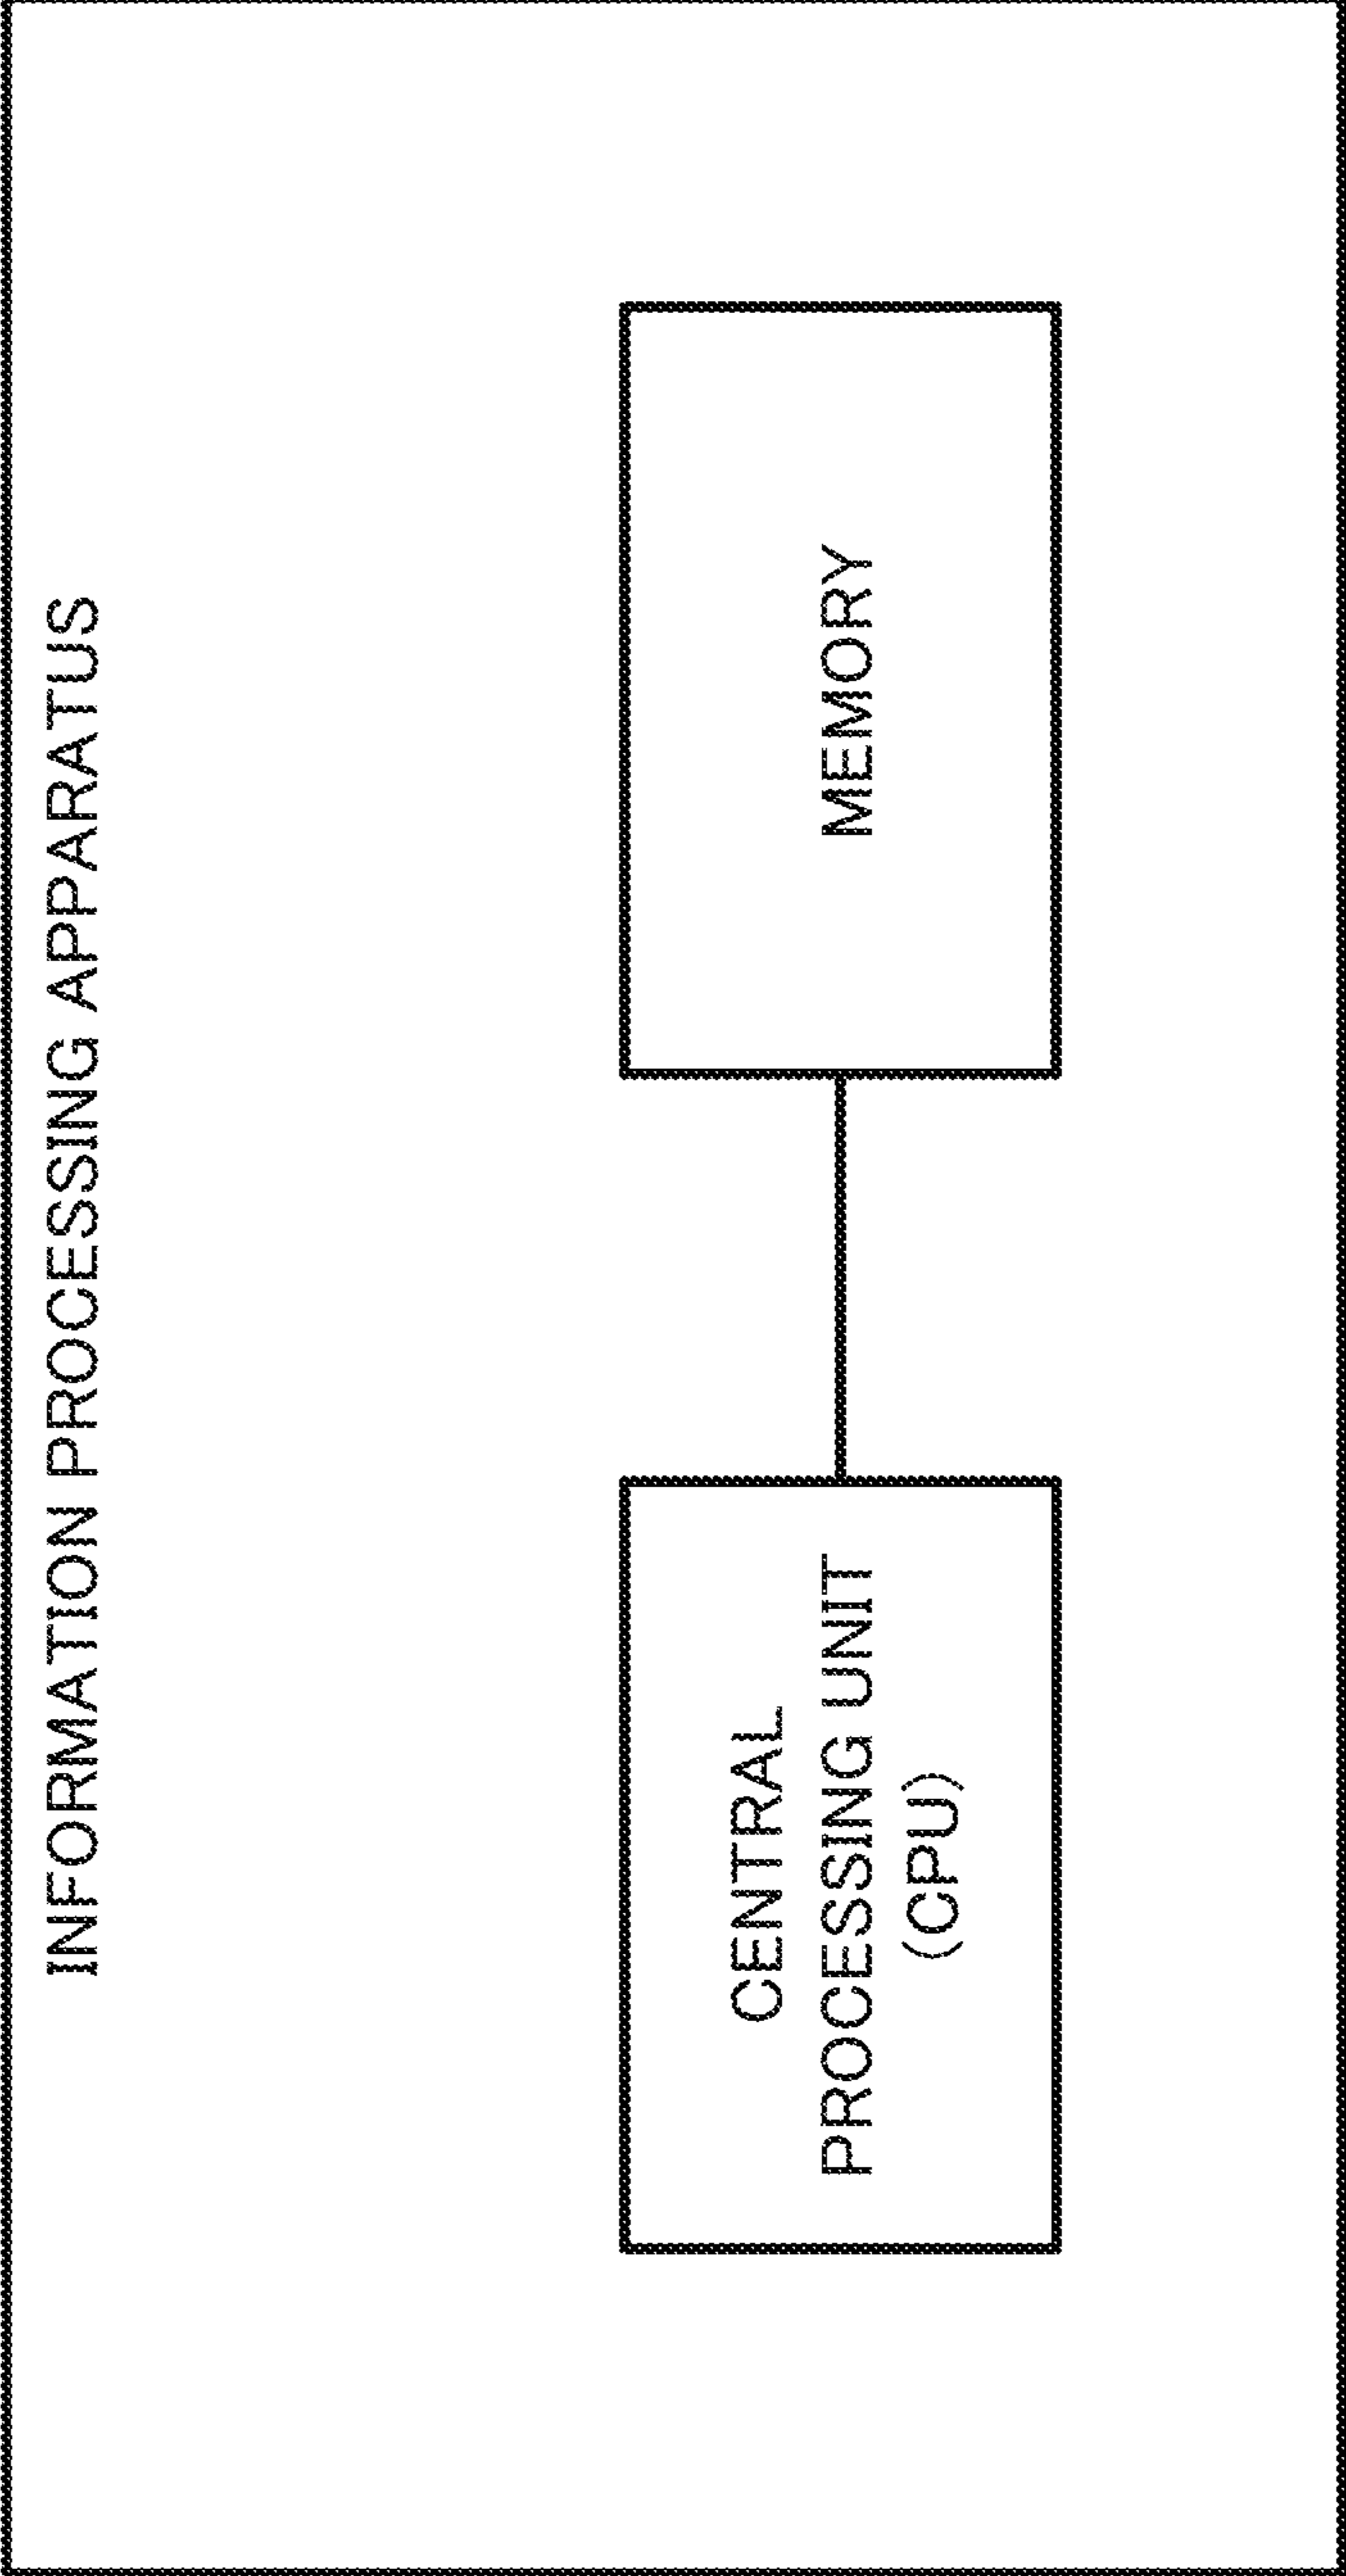 INFORMATION PROCESSING APPARATUS
CENTRAL
PROCESSING UNIT
(CPU)
MEMORY